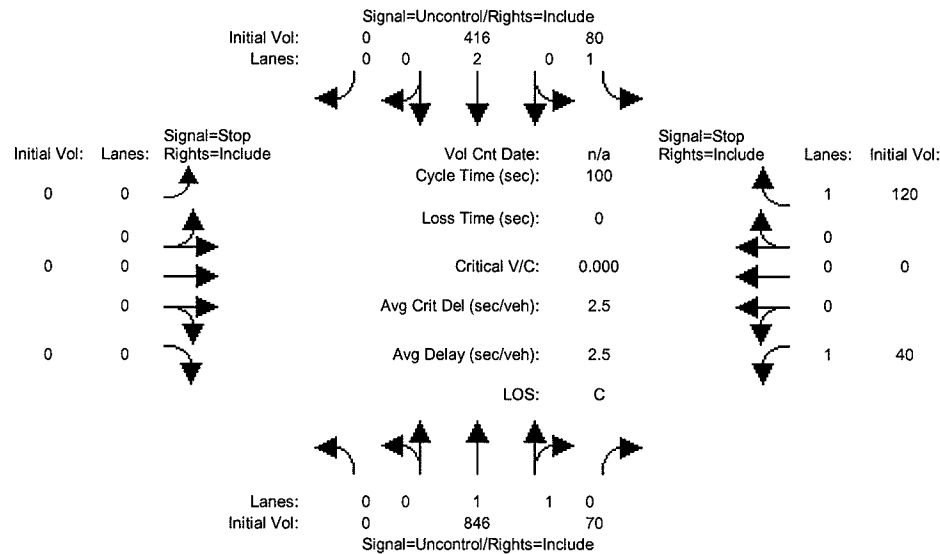 Signal=Uncontrol/Rights=Include
Initial Vol: 0 416 80
Lanes: 0 0 2 0 1
Signal=Stop
Initial Vol: Lanes: Rights=Include
Vol Cnt Date: n/a
Signal=Stop
Rights=Include Lanes: Initial Vol:
Cycle Time (sec): 100
0 0
1 120
Loss Time (sec): 0
0
0
0 0
Critical V/C: 0.000
0 0
0
Avg Crit Del (sec/veh): 2.5
0
0 0
Avg Delay (sec/veh): 2.5
1 40
LOS: C
Lanes: 0 0 1 1 0
Initial Vol: 0 846 70
Signal=Uncontrol/Rights=Include